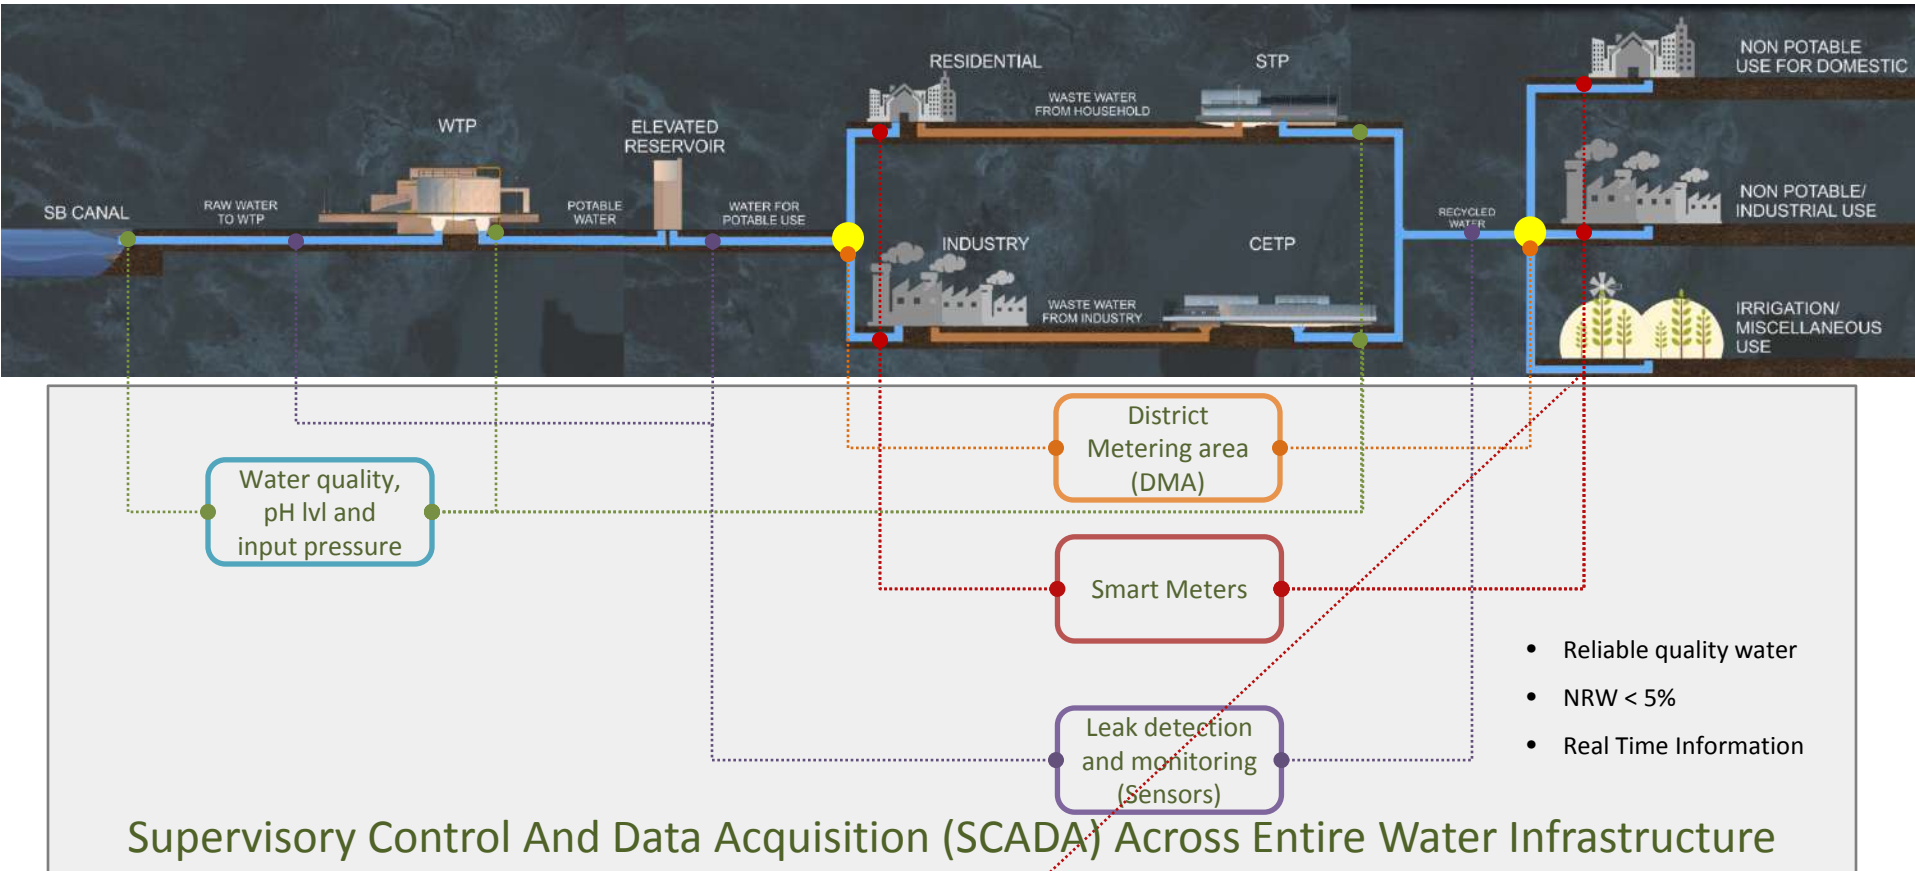 RESIDENTIAL
STP
NON POTABLE
USE FOR DOMESTIC
WASTE WATER
FROM HOUSEHOLD
WTP
ELEVATED
RESERVOIR
SB CANAL
RAW WATER
TO WTP
POTABLE
WATER
WATER FOR
POTABLE USE
INDUSTRY
CETP
RECYCLED
WATER
NON POTABLE/
INDUSTRIAL USE
WASTE WATER
FROM INDUSTRY
IRRIGATION/
MISCELLANEOUS
USE
District
Metering area
(DMA)
Water quality,
pH lvl and
input pressure
Smart Meters
• Reliable quality water
• NRW < 5%
• Real Time Information
Leak detection
and monitoring
(Sensors)
Supervisory Control And Data Acquisition (SCADA) Across Entire Water Infrastructure